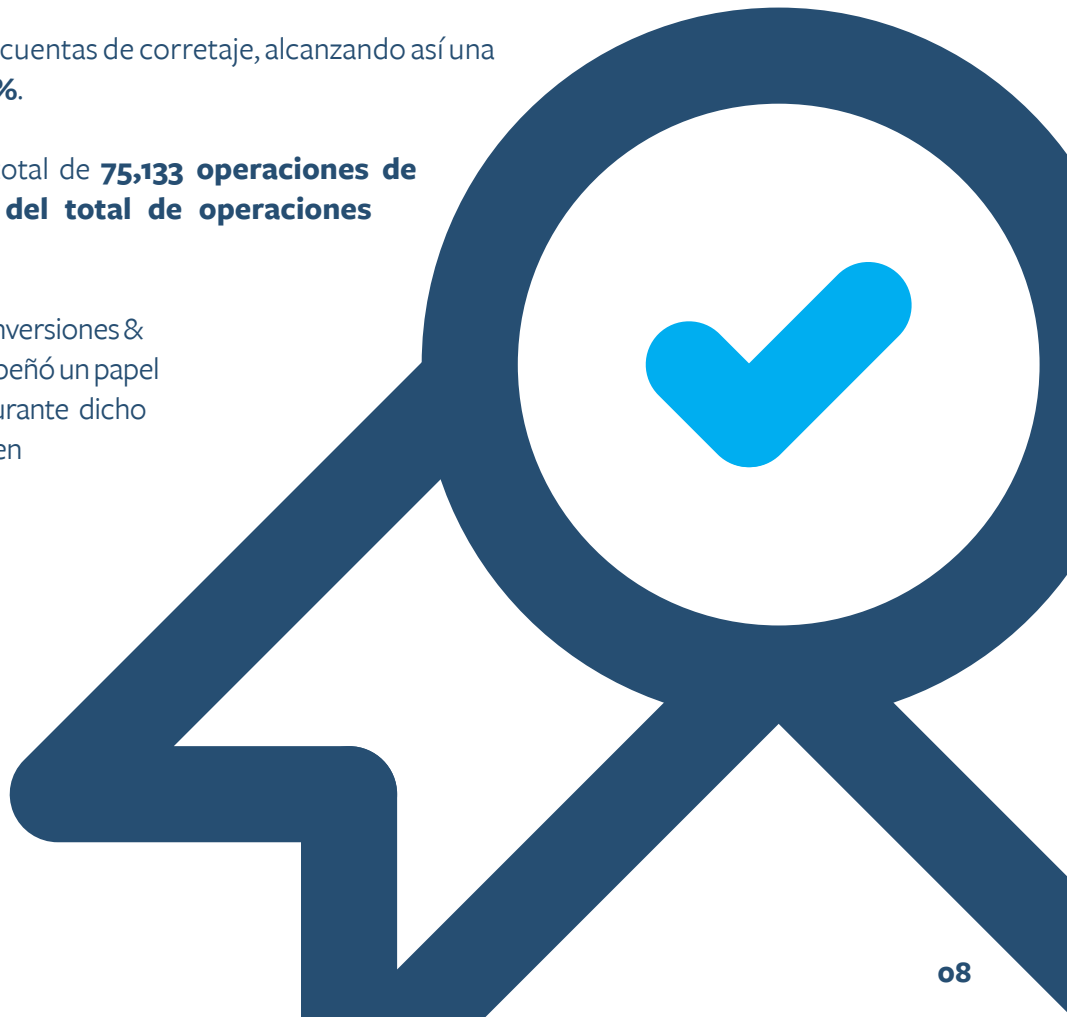 cuentas de corretaje, alcanzando así una
%.
otal de 75,133 operaciones de
del total de operaciones
nversiones &
peñó un papel
urante dicho
en
08